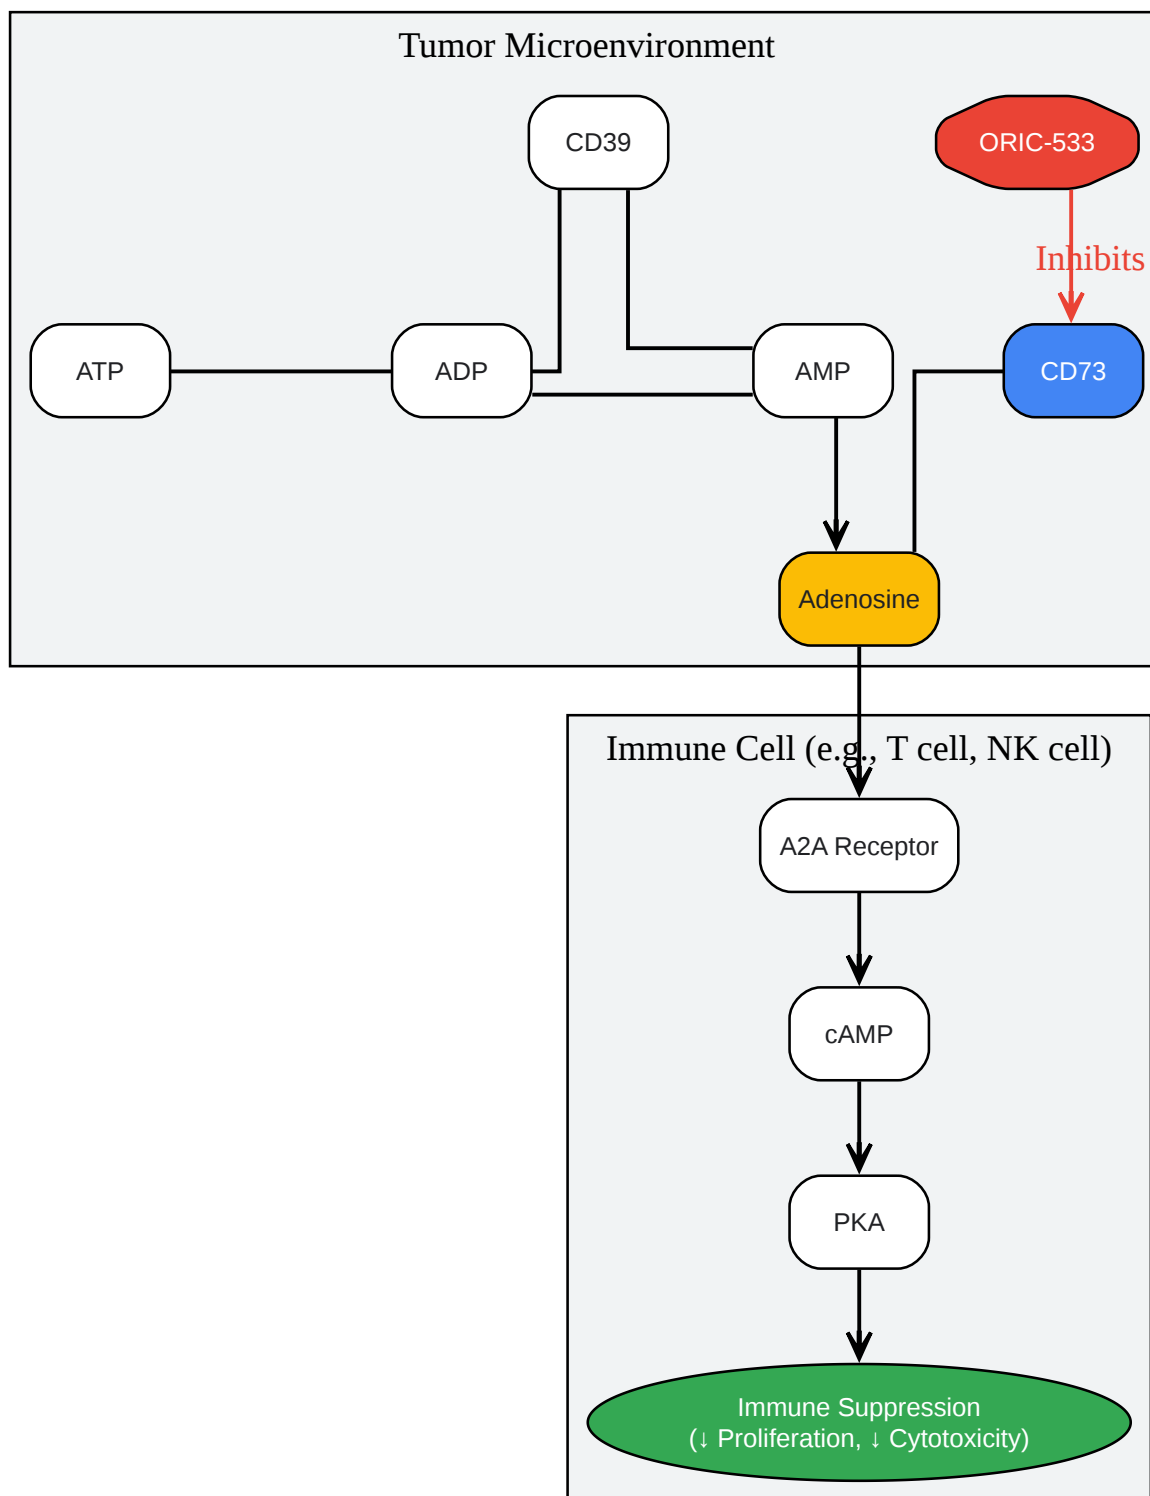 Tumor Microenvironment
CD39
ORIC-533
Inhibits
ATP
ADP
AMP
CD73
Adenosine
Immune Cell (e.g., T cell, NK cell)
A2A Receptor
cAMP
PKA
Immune Suppression
(↓ Proliferation, ↓ Cytotoxicity)